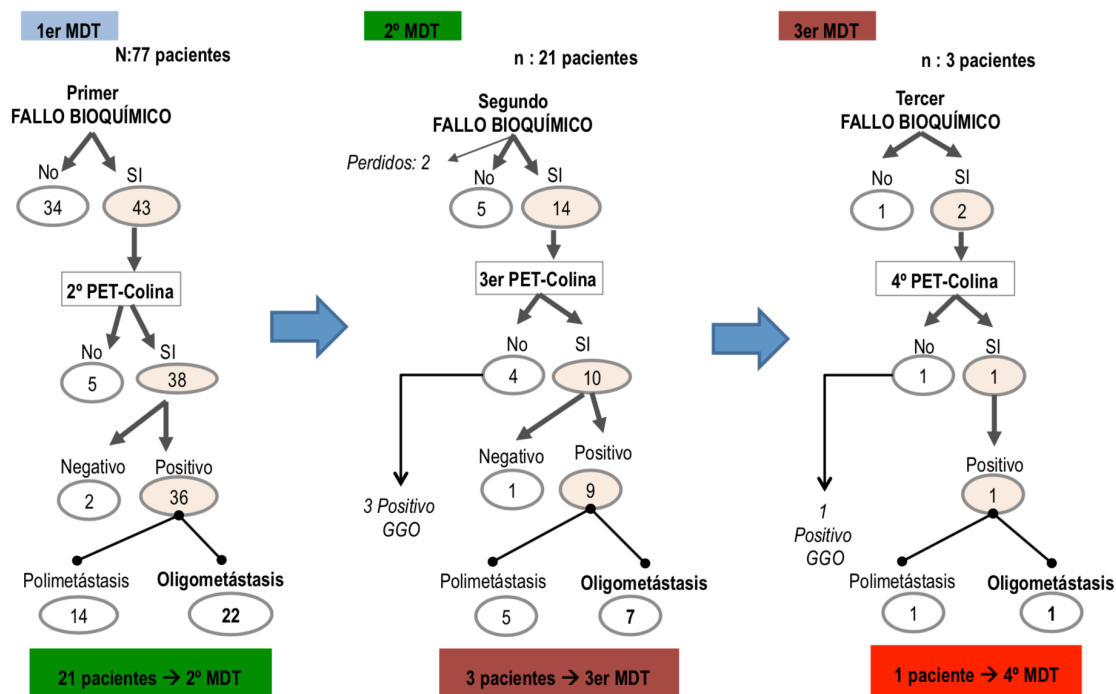 1er MDT
N:77 pacientes
Primer
FALLO BIOQUÍMICO
No
SI
34
43
2º PET-Colina
No
SI
5
38
Negativo
Positivo
2
36
Polimetástasis
Oligometástasis
14
22
21 pacientes → 2º MDT
2º MDT
n : 21 pacientes
Segundo
FALLO BIOQUÍMICO
Perdidos: 2
No
SI
5
14
3er PET-Colina
No
SI
4
10
Negativo
Positivo
1
9
3 Positivo
GGO
Polimetástasis
Oligometástasis
5
7
3 pacientes → 3er MDT
3er MDT
n : 3 pacientes
Tercer
FALLO BIOQUÍMICO
No
SI
1
2
4º PET-Colina
No
SI
1
1
Positivo
1
1
Positivo
GGO
Polimetástasis
Oligometástasis
1
1
1 paciente → 4º MDT